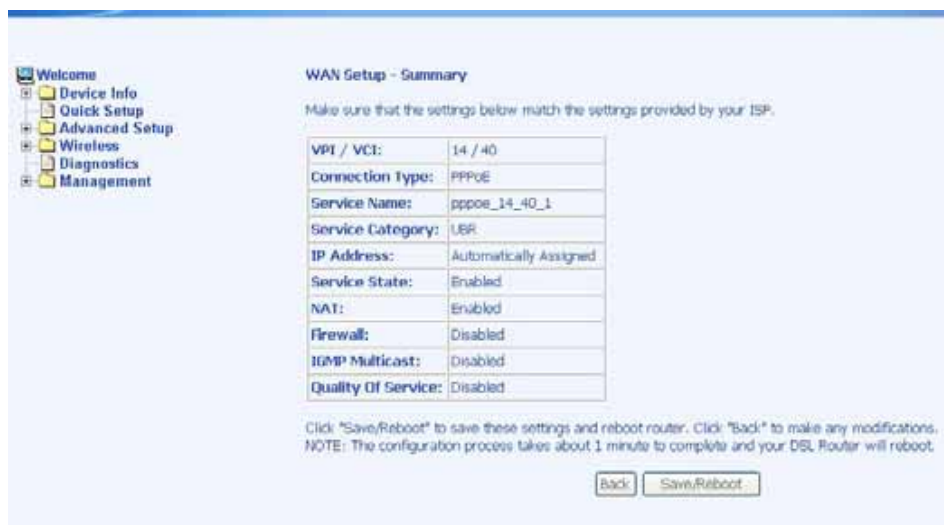 Welcome
Device Info
Quick Setup
Advanced Setup
Wireless
Diagnostics
Management
WAN Setup - Summary
Make sure that the settings below match the settings provided by your ISP.
VPI / VCI: 14 / 40
Connection Type: PPPoE
Service Name: pppoe_14_40_1
Service Category: UBR
IP Address: Automatically Assigned
Service State: Enabled
NAT: Enabled
Firewall: Disabled
IGMP Multicast: Disabled
Quality Of Service: Disabled
Click "Save/Reboot" to save these settings and reboot router. Click "Back" to make any modifications.
NOTE: The configuration process takes about 1 minute to complete and your DSL Router will reboot.
Back Save/Reboot